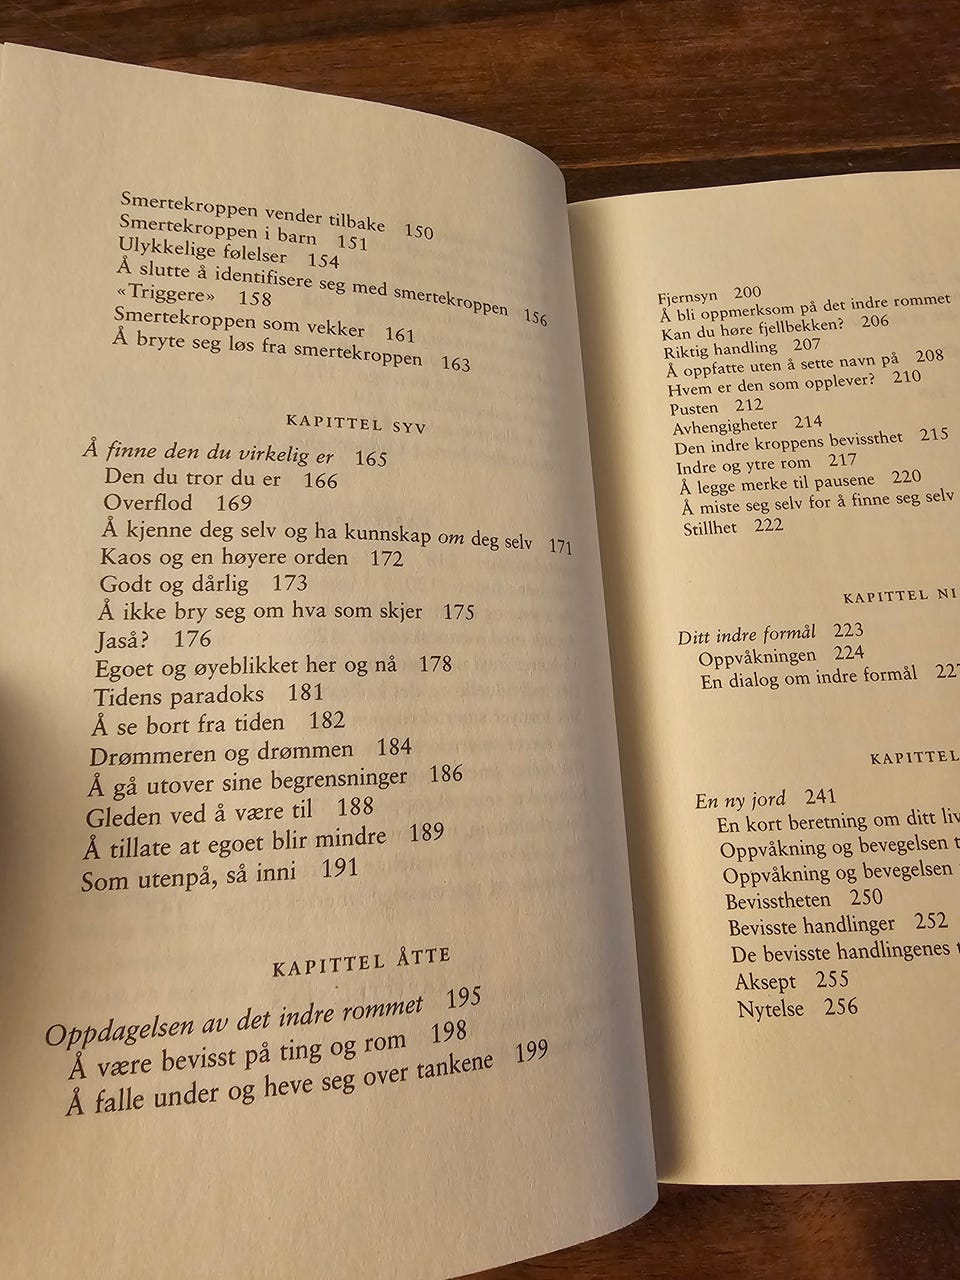 Smertekroppen vender tilbake 150
Smertekroppen i barn 151
Ulykkelige følelser 154
Å slutte å identifisere seg med smertekroppen 156
«Triggere» 158
Smertekroppen som vekker 161
Å bryte seg løs fra smertekroppen 163
KAPITTEL SYV
Å finne den du virkelig er 165
Den du tror du er 166
Overflod 169
Å kjenne deg selv og ha kunnskap om deg selv 171
Kaos og en høyere orden 172
Godt og dårlig 173
Å ikke bry seg om hva som skjer 175
Jaså? 176
Egoet og øyeblikket her og nå 178
Tidens paradoks 181
Å se bort fra tiden 182
Drømmeren og drømmen 184
Å gå utover sine begrensninger 186
Gleden ved å være til 188
Å tillate at egoet blir mindre 189
Som utenpå, så inni 191
KAPITTEL ÅTTE
Oppdagelsen av det indre rommet 195
Å være bevisst på ting og rom 198
Å falle under og heve seg over tankene 199
Fjernsyn 200
Å bli oppmerksom på det indre rommet
Kan du høre fjellbekken? 206
Riktig handling 207
Å oppfatte uten å sette navn på 208
Hvem er den som opplever? 210
Pusten 212
Avhengigheter 214
Den indre kroppens bevissthet 215
Indre og ytre rom 217
Å legge merke til pausene 220
Å miste seg selv for å finne seg selv
Stillhet 222
KAPITTEL NI
Ditt indre formål 223
Oppvåkningen 224
En dialog om indre formål 227
KAPITTEL
En ny jord 241
En kort beretning om ditt liv
Oppvåkning og bevegelsen
Oppvåkning og bevegelsen
Bevisstheten 250
Bevisste handlinger 252
De bevisste handlingenes
Aksept 255
Nytelse 256